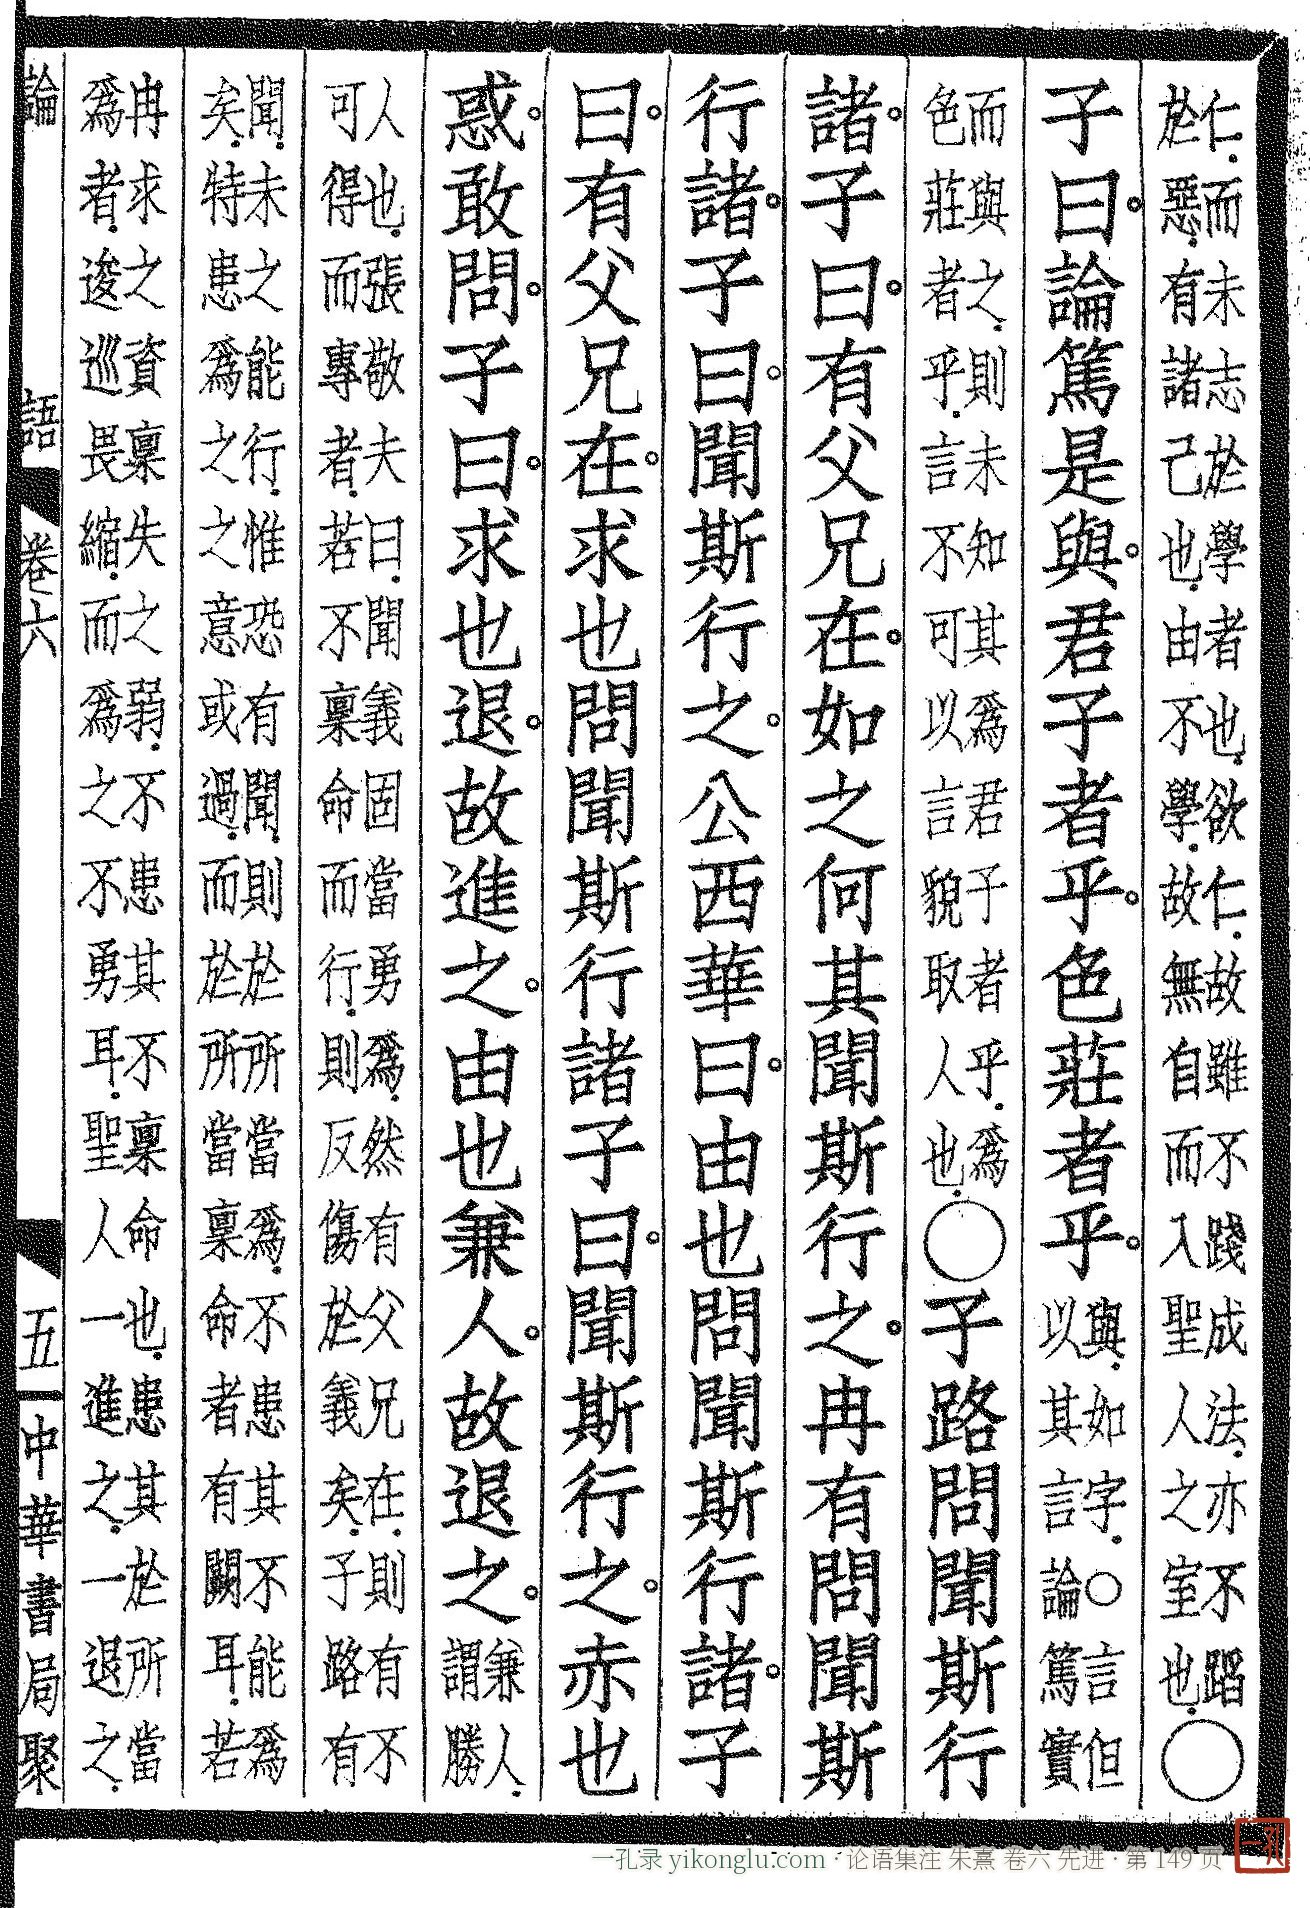 仁。而未志於學者也。欲仁。故雖不踐成法。亦不蹈
於惡。有諸己也。由不學。故無自而入聖人之室也。○
子曰。論篤是與。君子者乎。色莊者乎。
與。如字。○言但
以其言論篤實
而與之。則未知其爲君子者乎。爲
色莊者乎。言不可以言貌取人也。
○子路問聞斯行
諸。子曰。有父兄在。如之何其聞斯行之。冉有問聞斯
行諸。子曰。聞斯行之。公西華曰。由也問聞斯行諸。子
曰。有父兄在。求也問聞斯行諸子曰。聞斯行之。赤也
惑。敢問。子曰。求也退。故進之。由也兼人。故退之。
兼人。
謂勝
人也。張敬夫曰。聞義固當勇爲。然有父兄在。則有不
可得而專者。若不稟命而行。則反傷於義矣。子路有
聞。未之能行。惟恐有聞。則於所當爲。不患其不能爲
矣。特患爲之之意或過。而於所當稟命者有闕耳。若
冉求之資稟失之弱。不患其不稟命也。患其於所當
爲者。逡巡畏縮。而爲之不勇耳。聖人一進之。一退之。
論語 卷六 五 中華書局聚
一孔录 yikonglu.com · 论语集注 朱熹 卷六 先进 · 第 149 页
一孔